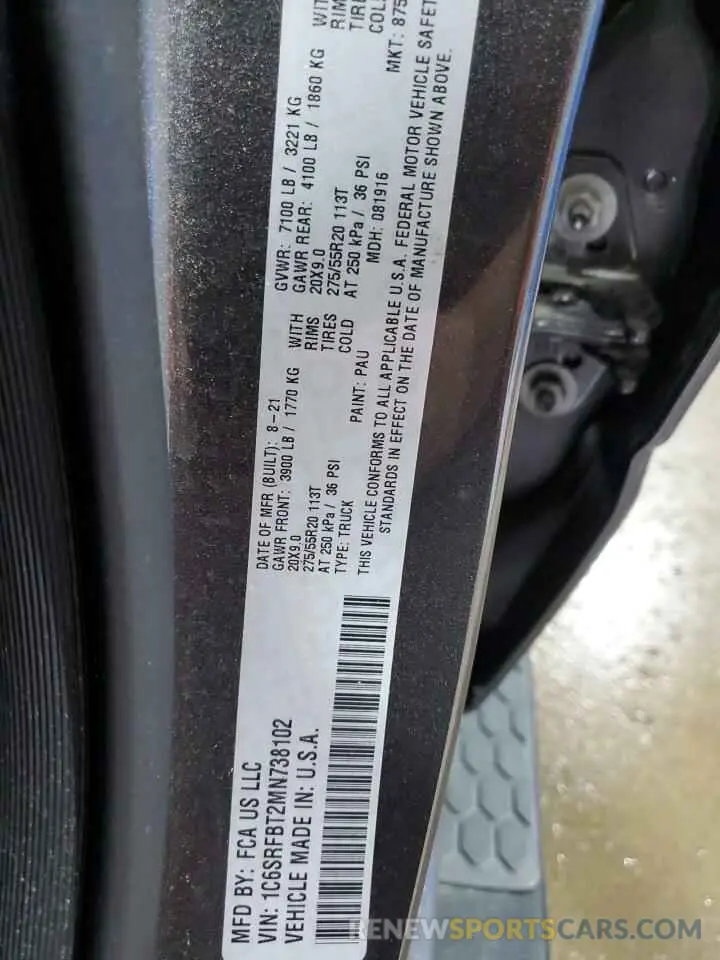 MFD BY: FCA US LLC
VIN: 1C6SRFBT2MN738102
VEHICLE MADE IN: U.S.A.
DATE OF MFR (BUILT): 8-21
GAWR FRONT: 3900 LB / 1770 KG WITH
20X9.0 RIMS
275/55R20 113T TIRES
AT 250 kPa / 36 PSI COLD
TYPE: TRUCK PAINT: PAU
GVWR: 7100 LB / 3221 KG
GAWR REAR: 4100 LB / 1860 KG
20X9.0
275/55R20 113T
AT 250 kPa / 36 PSI
MDH: 081916 MKT: 875
THIS VEHICLE CONFORMS TO ALL APPLICABLE U.S.A. FEDERAL MOTOR VEHICLE SAFET
STANDARDS IN EFFECT ON THE DATE OF MANUFACTURE SHOWN ABOVE.
RENEWSPORTSCARS.COM